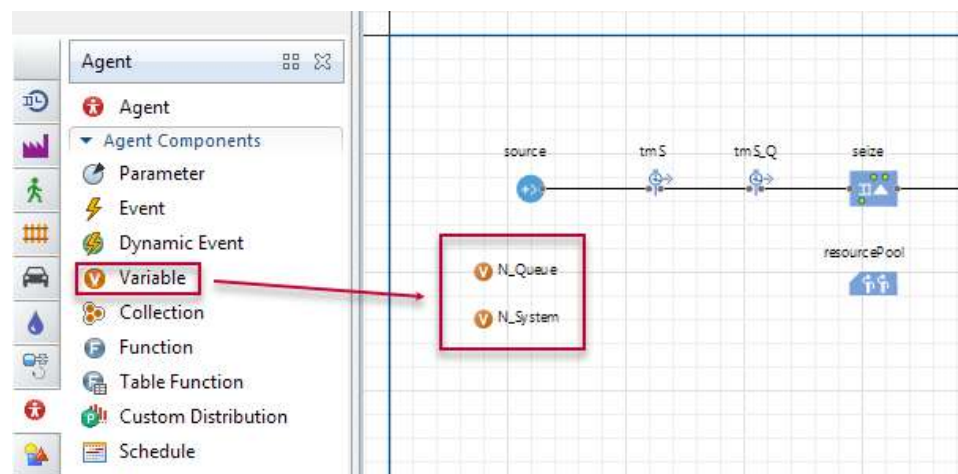 Agent
Agent
Agent Components
Parameter
Event
Dynamic Event
Variable
Collection
Function
Table Function
Custom Distribution
Schedule
source
tmS
tmS_Q
seize
resourcePool
N_Queue
N_System